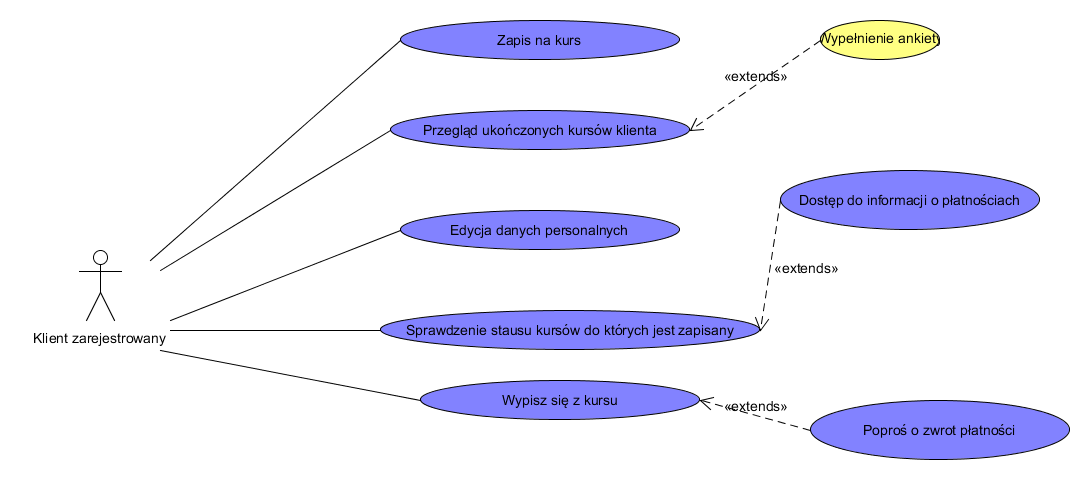 Zapis na kurs
Wypełnienie ankiety
«extends»
Przegląd ukończonych kursów klienta
Dostęp do informacji o płatnościach
Edycja danych personalnych
«extends»
Klient zarejestrowany
Sprawdzenie stausu kursów do których jest zapisany
Wypisz się z kursu
«extends»
Poproś o zwrot płatności